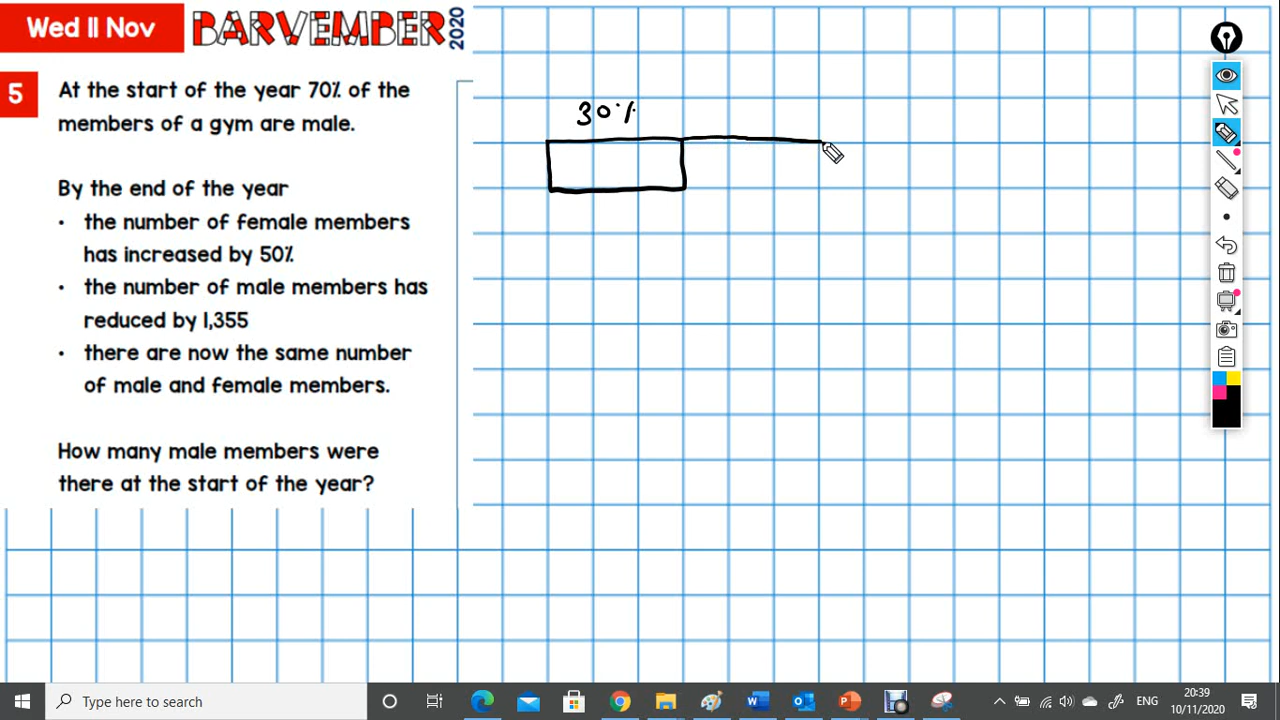 Wed 11 Nov
BARVEMBER
2020
5
At the start of the year 70% of the
members of a gym are male.
By the end of the year
• the number of female members
has increased by 50%
• the number of male members has
reduced by 1,355
• there are now the same number
of male and female members.
How many male members were
there at the start of the year?
30%
Type here to search
ENG
20:39
10/11/2020